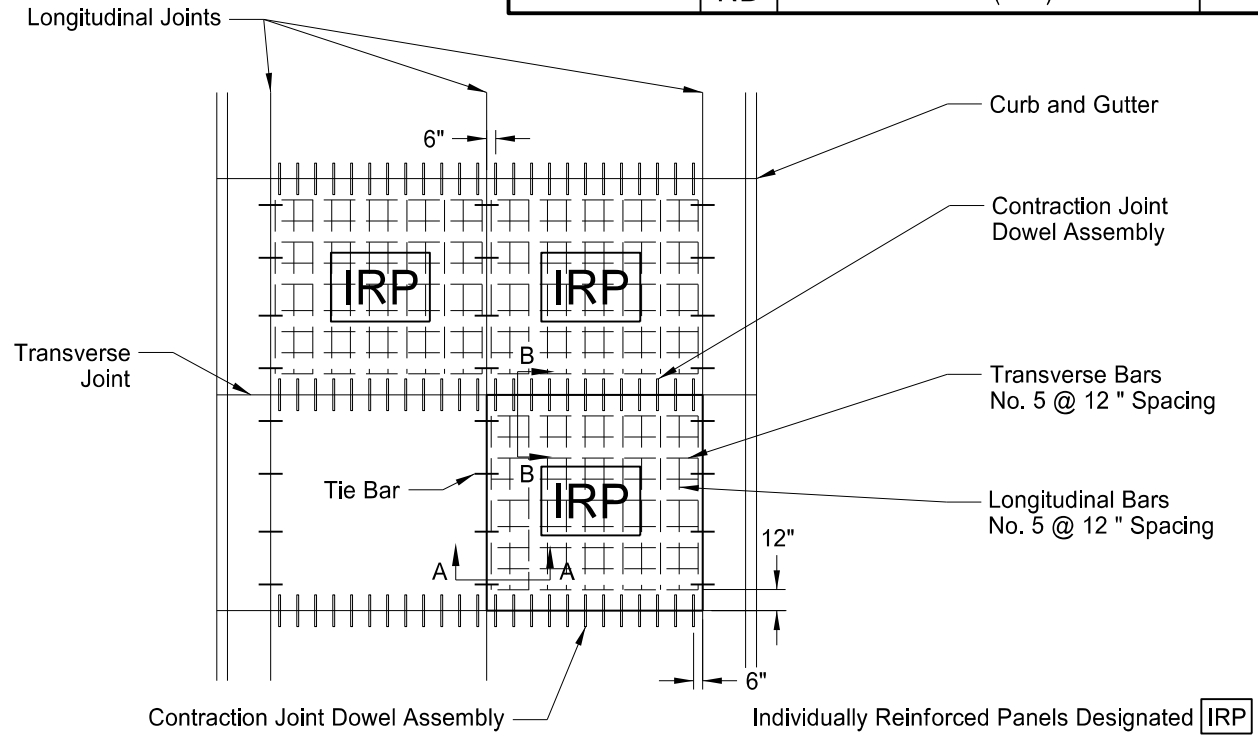 Longitudinal Joints
Curb and Gutter
6"
Contraction Joint
Dowel Assembly
IRP
IRP
Transverse
Joint
B
Transverse Bars
No. 5 @ 12 " Spacing
B
Tie Bar
IRP
Longitudinal Bars
No. 5 @ 12 " Spacing
12"
A
A
6"
Contraction Joint Dowel Assembly
Individually Reinforced Panels Designated IRP